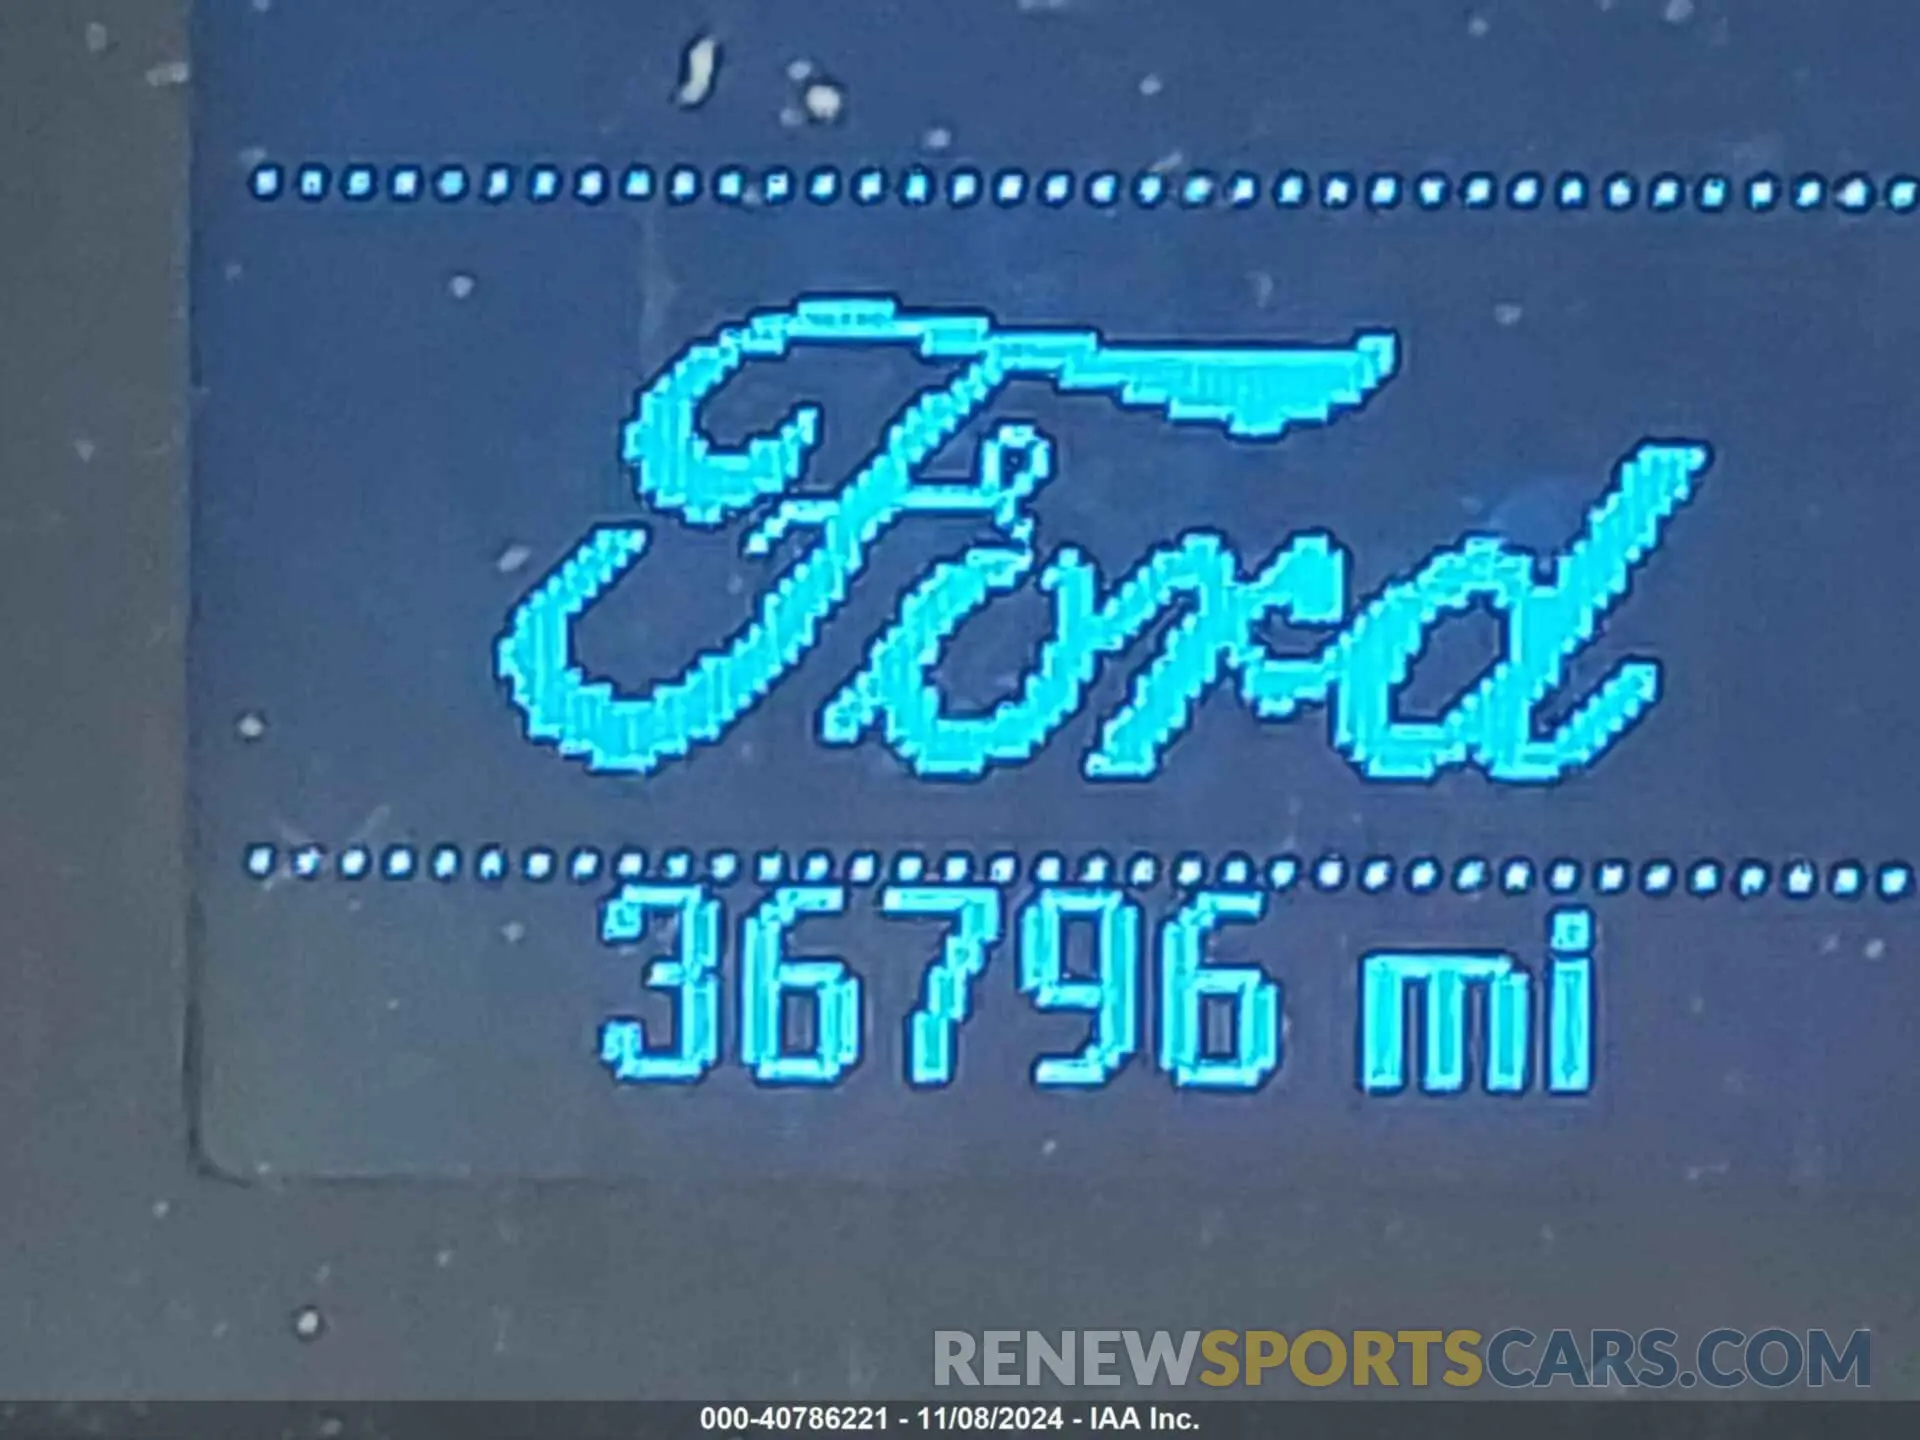 Ford
36796 mi
RENEWSPORTSCARS.COM
000-40786221 - 11/08/2024 - IAA Inc.